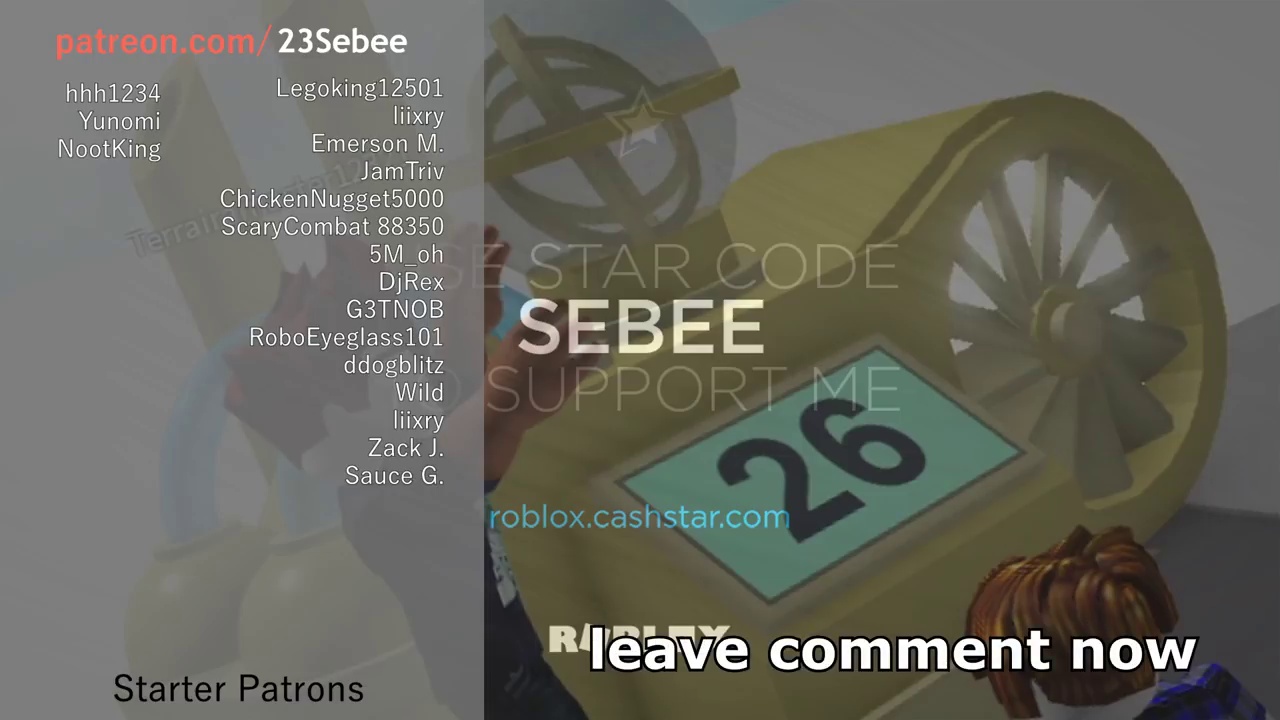 patreon.com/23Sebee
hhh1234
Yunomi
NootKing
Legoking12501
liixry
Emerson M.
JamTriv
ChickenNugget5000
ScaryCombat 88350
5M_oh
DjRex
G3TNOB
RoboEyeglass101
ddogblitz
Wild
liixry
Zack J.
Sauce G.
Starter Patrons
SE STAR CODE
SEBEE
O SUPPORT ME
26
roblox.cashstar.com
ROBLOX
leave comment now